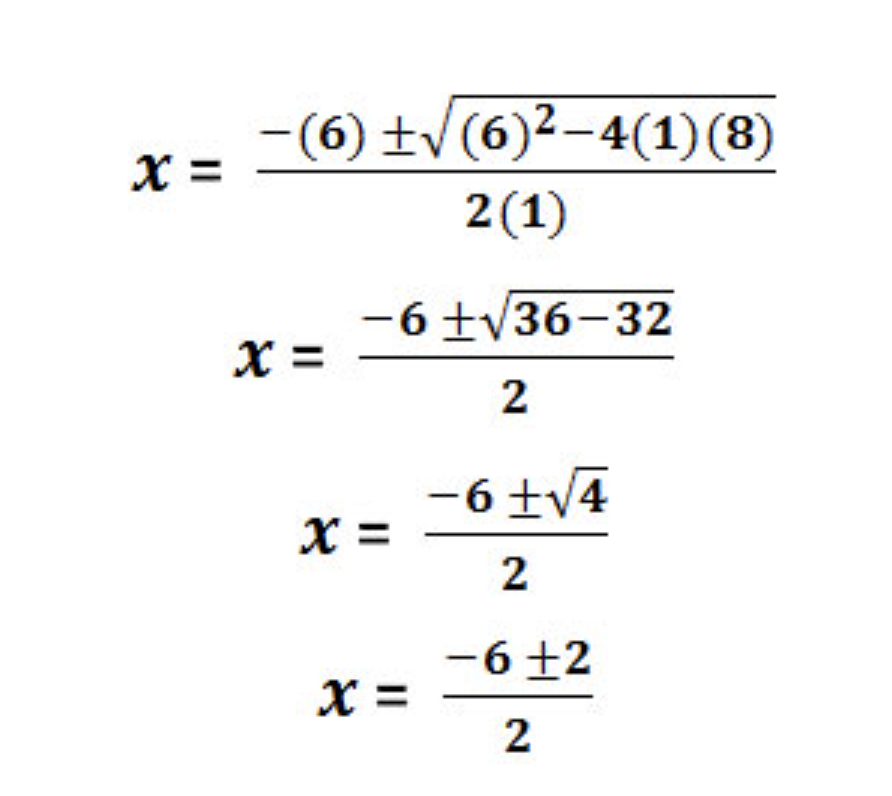 x = (-(6) ±√((6)²-4(1)(8)))/(2(1))
x = (-6 ±√(36-32))/2
x = (-6 ±√4)/2
x = (-6 ±2)/2